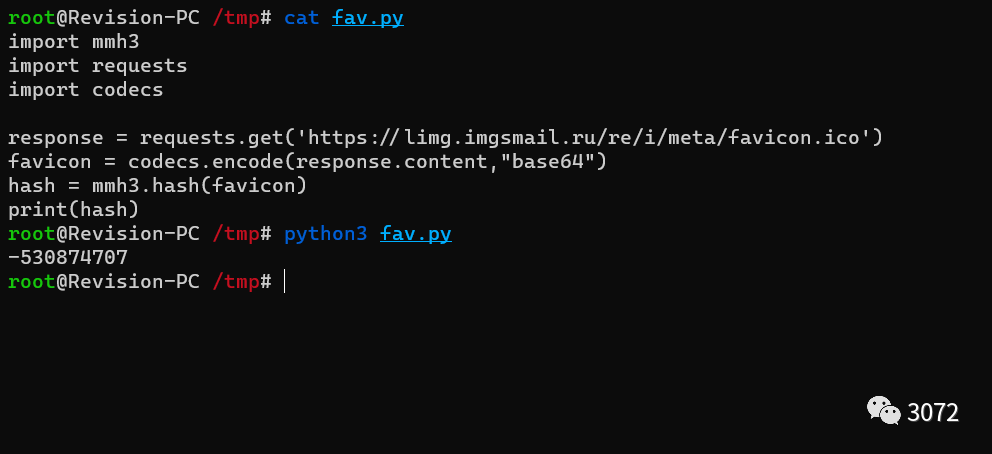 root@Revision-PC /tmp# cat fav.py
import mmh3
import requests
import codecs
response = requests.get('https://limg.imgsmail.ru/re/i/meta/favicon.ico')
favicon = codecs.encode(response.content,"base64")
hash = mmh3.hash(favicon)
print(hash)
root@Revision-PC /tmp# python3 fav.py
-530874707
root@Revision-PC /tmp#
3072